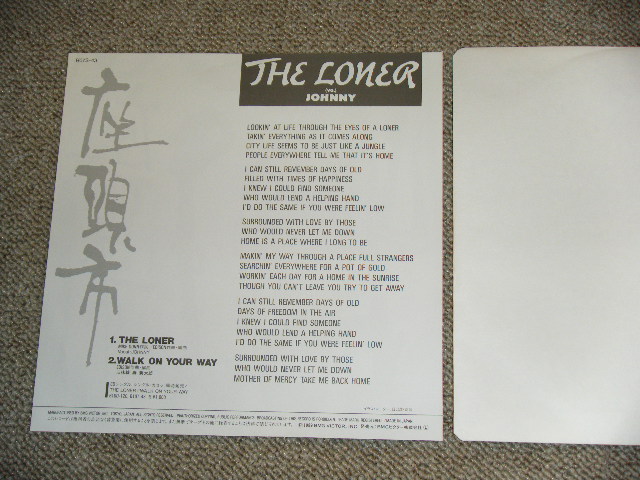 THE LONER
JOHNNY
座頭市
LOOKIN' AT LIFE THROUGH THE EYES OF A LONER
TAKIN' EVERYTHING AS IT COMES ALONG
CITY LIFE SEEMS TO BE JUST LIKE A JUNGLE
PEOPLE EVERYWHERE TELL ME THAT IT'S HOME
I CAN STILL REMEMBER DAYS OF OLD
FILLED WITH TIMES OF HAPPINESS
I KNEW I COULD FIND SOMEONE
WHO WOULD LEND A HELPING HAND
I'D DO THE SAME IF YOU WERE FEELIN' LOW
SURROUNDED WITH LOVE BY THOSE
WHO WOULD NEVER LET ME DOWN
HOME IS A PLACE WHERE I LONG TO BE
MAKIN' MY WAY THROUGH A PLACE FULL STRANGERS
SEARCHIN' EVERYWHERE FOR A POT OF GOLD
WORKIN' EACH DAY FOR A HOME IN THE SUNRISE
THOUGH YOU CAN'T LEAVE YOU TRY TO GET AWAY
I CAN STILL REMEMBER DAYS OF OLD
DAYS OF FREEDOM IN THE AIR
I KNEW I COULD FIND SOMEONE
WHO WOULD LEND A HELPING HAND
I'D DO THE SAME IF YOU WERE FEELIN' LOW
SURROUNDED WITH LOVE BY THOSE
WHO WOULD NEVER LET ME DOWN
MOTHER OF MERCY TAKE ME BACK HOME
1. THE LONER
2. WALK ON YOUR WAY